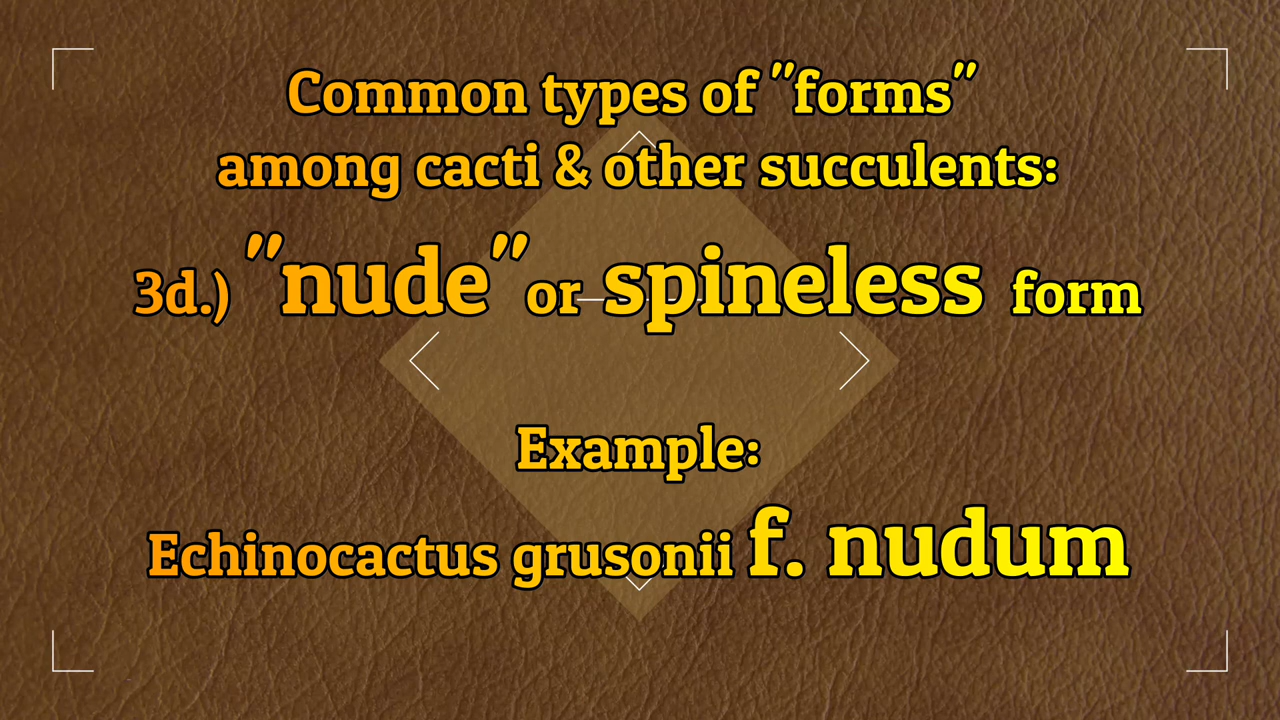 Common types of "forms"
among cacti & other succulents:
3d.) "nude" or spineless form
Example:
Echinocactus grusonii f. nudum